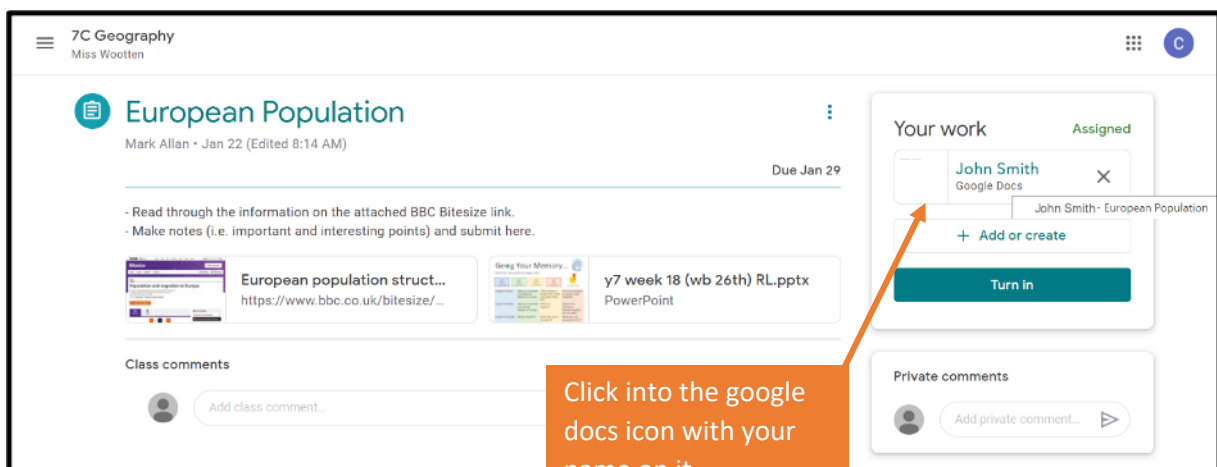 7C Geography
Miss Wootten
C
European Population
Mark Allan • Jan 22 (Edited 8:14 AM)
Due Jan 29
- Read through the information on the attached BBC Bitesize link.
- Make notes (i.e. important and interesting points) and submit here.
European population struct...
https://www.bbc.co.uk/bitesize/...
y7 week 18 (wb 26th) RL.pptx
PowerPoint
Class comments
Add class comment...
Your work
Assigned
John Smith
Google Docs
John Smith - European Population
+ Add or create
Turn in
Private comments
Add private comment...
Click into the google
docs icon with your
name on it